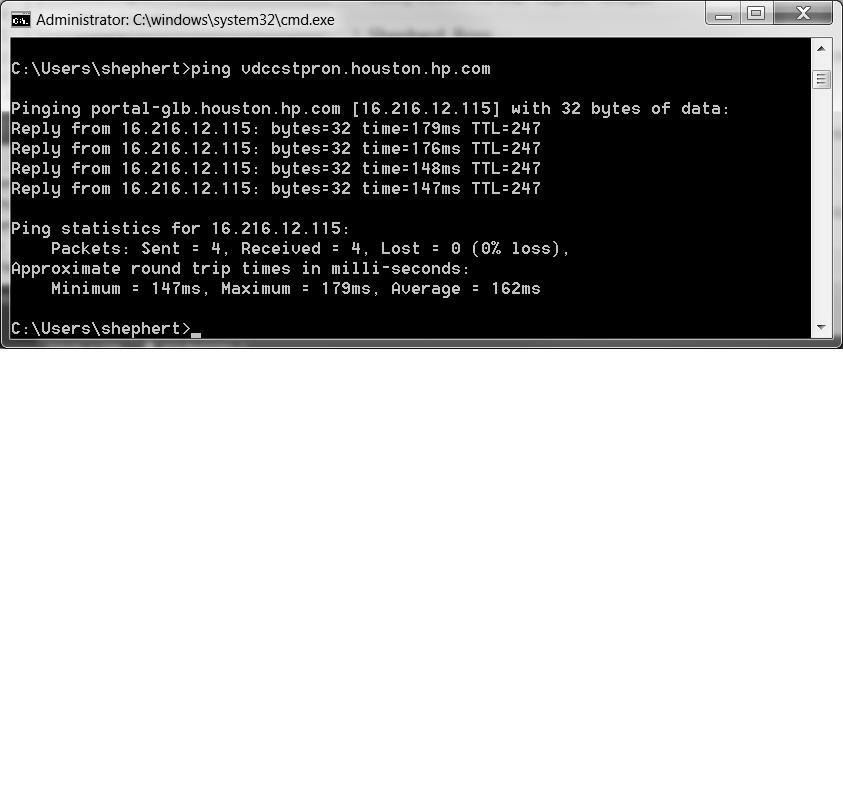 Administrator: C:\windows\system32\cmd.exe
C:\Users\shephert>ping vdccstpron.houston.hp.com
Pinging portal-glb.houston.hp.com [16.216.12.115] with 32 bytes of data:
Reply from 16.216.12.115: bytes=32 time=179ms TTL=247
Reply from 16.216.12.115: bytes=32 time=176ms TTL=247
Reply from 16.216.12.115: bytes=32 time=148ms TTL=247
Reply from 16.216.12.115: bytes=32 time=147ms TTL=247
Ping statistics for 16.216.12.115:
    Packets: Sent = 4, Received = 4, Lost = 0 (0% loss),
Approximate round trip times in milli-seconds:
    Minimum = 147ms, Maximum = 179ms, Average = 162ms
C:\Users\shephert>_